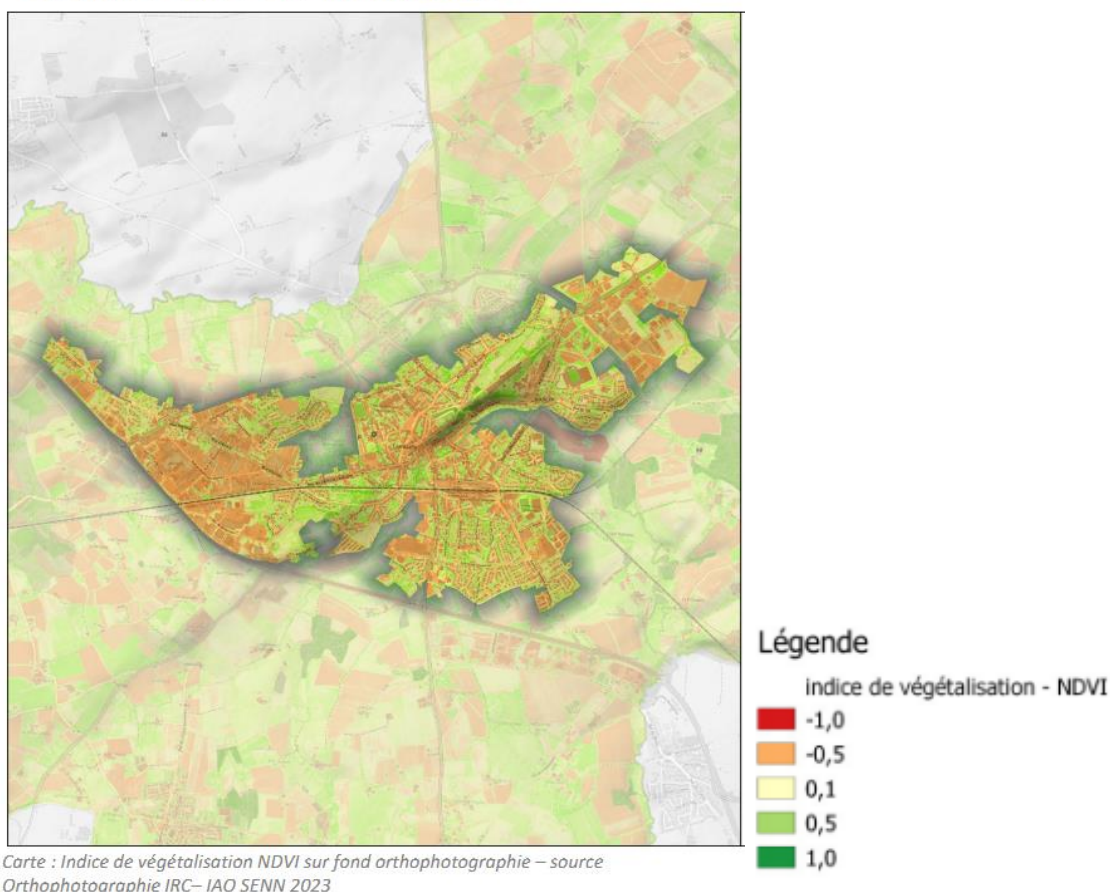 Légende
indice de végétalisation - NDVI
-1,0
-0,5
0,1
0,5
1,0
Carte : Indice de végétalisation NDVI sur fond orthophotographie – source
Orthophotographie IRC– IAO SENN 2023